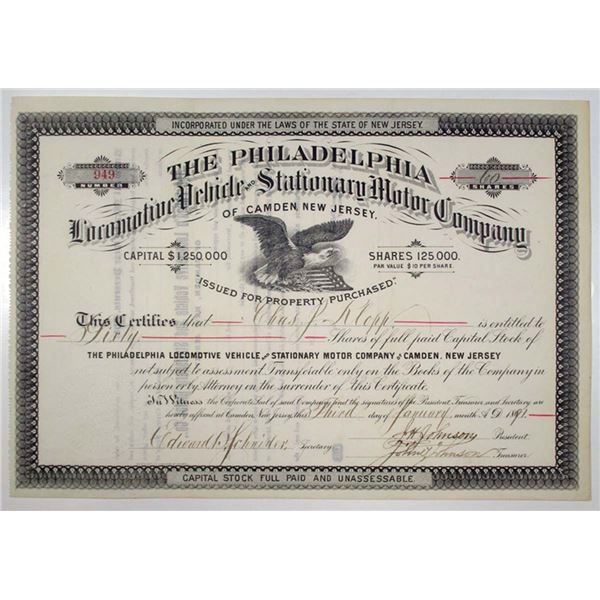 INCORPORATED UNDER THE LAWS OF THE STATE OF NEW JERSEY.
949
NUMBER
60
SHARES
THE PHILADELPHIA
Locomotive Vehicle AND Stationary Motor Company
OF CAMDEN, NEW JERSEY.
CAPITAL $1,250,000
SHARES 125,000.
PAR VALUE $10 PER SHARE.
"ISSUED FOR PROPERTY PURCHASED."
This Certifies that Chas. J. Klopp is entitled to
Sixty Shares of full paid Capital Stock of
THE PHILADELPHIA LOCOMOTIVE VEHICLE AND STATIONARY MOTOR COMPANY OF CAMDEN, NEW JERSEY
not subject to assessment Transferable only on the Books of the Company in
person or by Attorney on the surrender of this Certificate.
In Witness the Corporate Seal of said Company and the signatures of the President, Treasurer and Secretary are
hereby affixed at Camden, New Jersey, this Third day of January month A.D. 1891.
Edward Schneider Secretary
Johnson President.
John Johnson Treasurer
CAPITAL STOCK FULL PAID AND UNASSESSABLE.